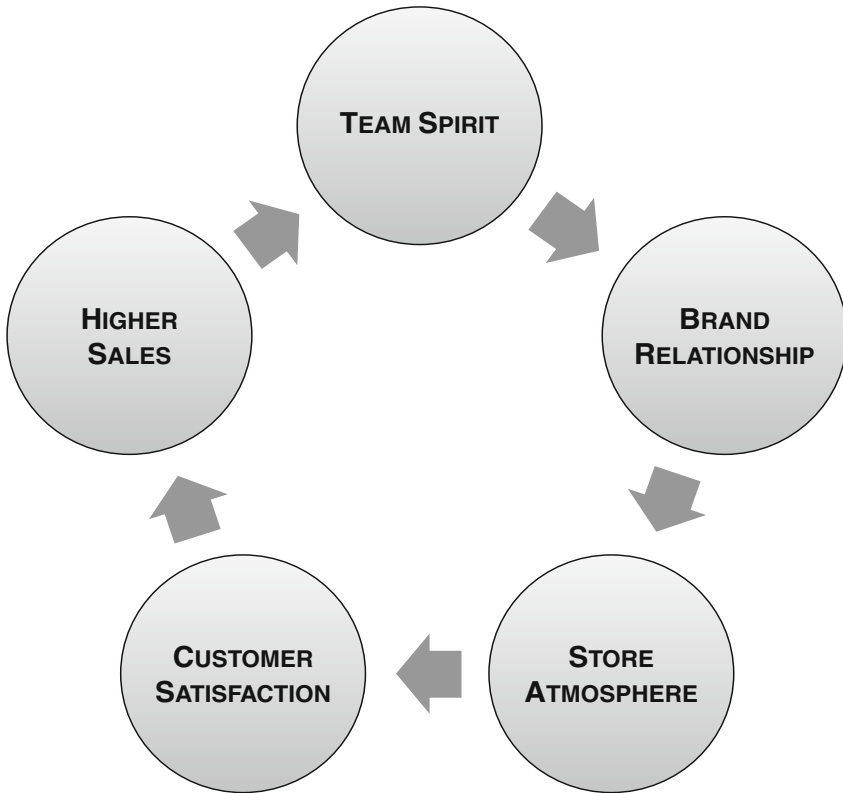 TEAM SPIRIT
BRAND
RELATIONSHIP
STORE
ATMOSPHERE
CUSTOMER
SATISFACTION
HIGHER
SALES